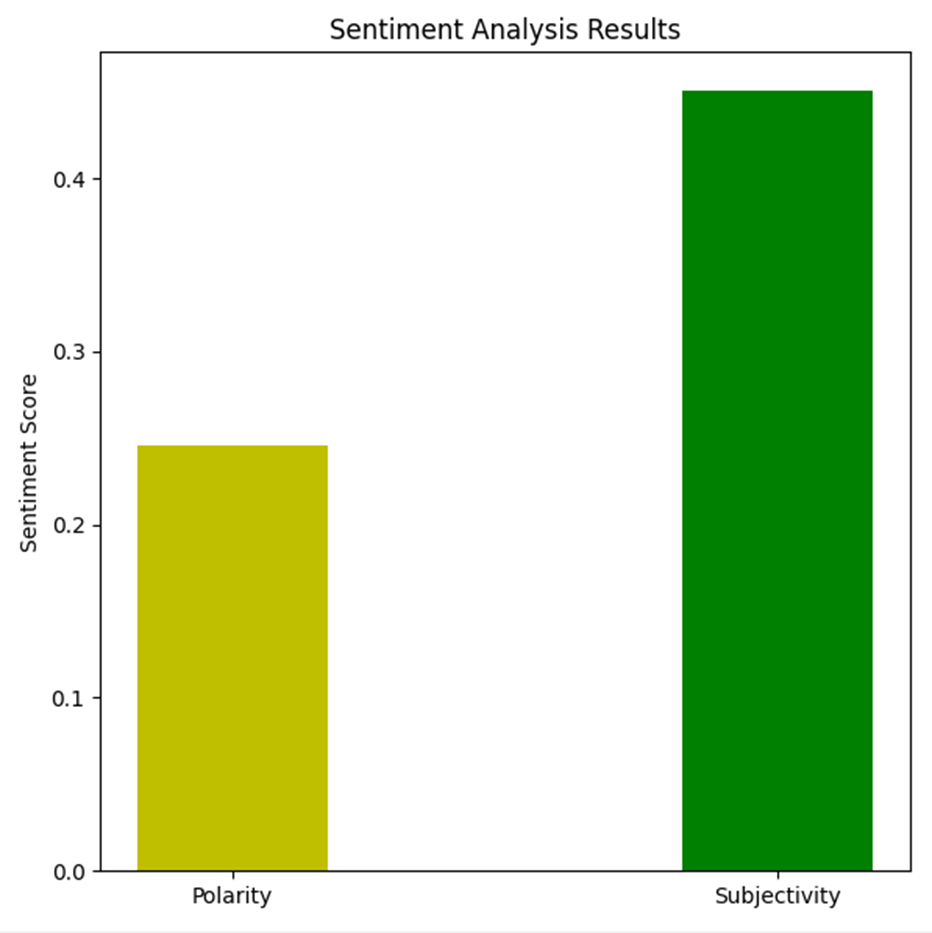 Sentiment Analysis Results
Sentiment Score
0.4
0.3
0.2
0.1
0.0
Polarity
Subjectivity